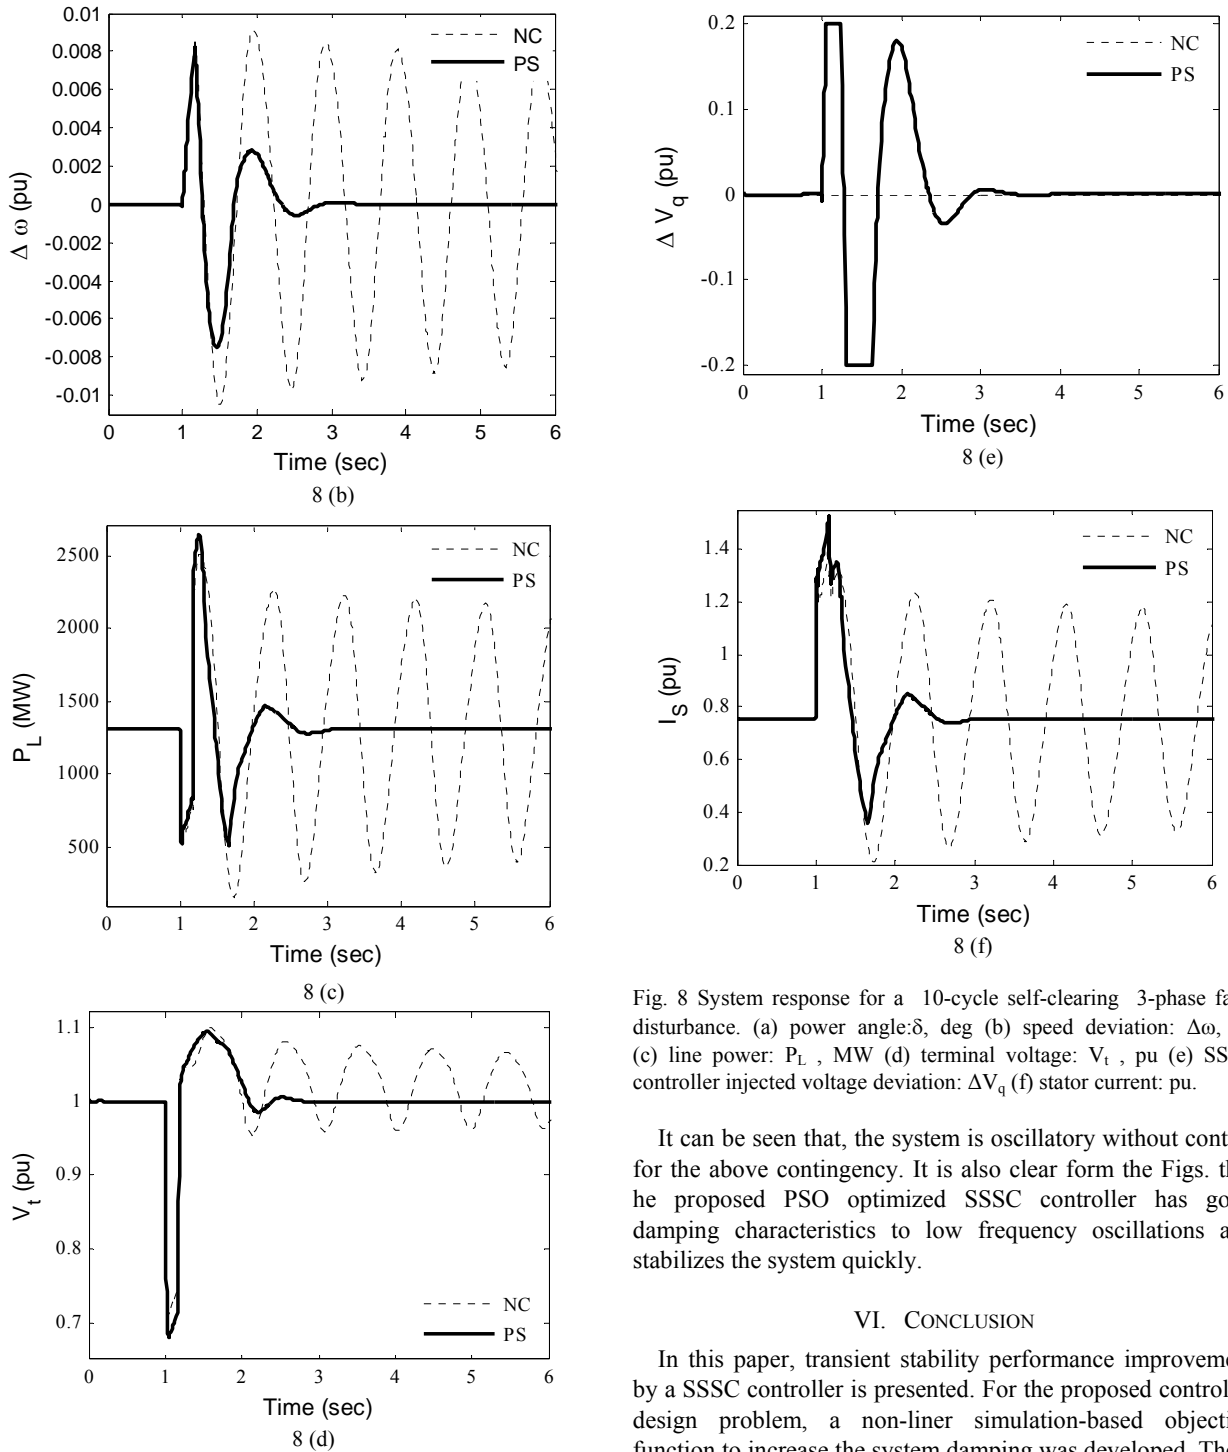 0.01
0.008
0.006
0.004
0.002
0
-0.002
-0.004
-0.006
-0.008
-0.01
Δ ω (pu)
NC
PS
0 1 2 3 4 5 6
Time (sec)
8 (b)
2500
2000
1500
1000
500
P_L (MW)
NC
PS
0 1 2 3 4 5 6
Time (sec)
8 (c)
1.1
1
0.9
0.8
0.7
V_t (pu)
NC
PS
0 1 2 3 4 5 6
Time (sec)
8 (d)
0.2
0.1
0
-0.1
-0.2
Δ V_q (pu)
NC
PS
0 1 2 3 4 5 6
Time (sec)
8 (e)
1.4
1.2
1
0.8
0.6
0.4
0.2
I_S (pu)
NC
PS
0 1 2 3 4 5 6
Time (sec)
8 (f)
Fig. 8 System response for a 10-cycle self-clearing 3-phase fa
disturbance. (a) power angle:δ, deg (b) speed deviation: Δω,
(c) line power: P_L , MW (d) terminal voltage: V_t , pu (e) SS
controller injected voltage deviation: ΔV_q (f) stator current: pu.
It can be seen that, the system is oscillatory without cont
for the above contingency. It is also clear form the Figs. th
he proposed PSO optimized SSSC controller has go
damping characteristics to low frequency oscillations a
stabilizes the system quickly.
VI. CONCLUSION
In this paper, transient stability performance improveme
by a SSSC controller is presented. For the proposed control
design problem, a non-liner simulation-based objecti
function to increase the system damping was developed. The